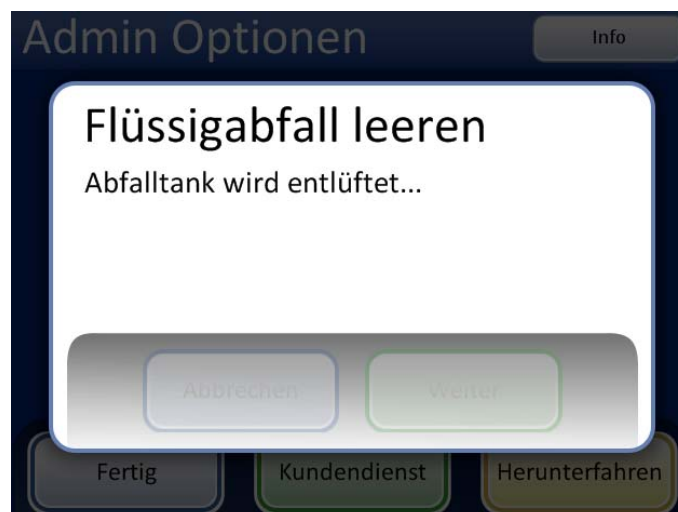 Admin Optionen
Info
Flüssigabfall leeren
Abfalltank wird entlüftet...
Abbrechen
Weiter
Fertig
Kundendienst
Herunterfahren